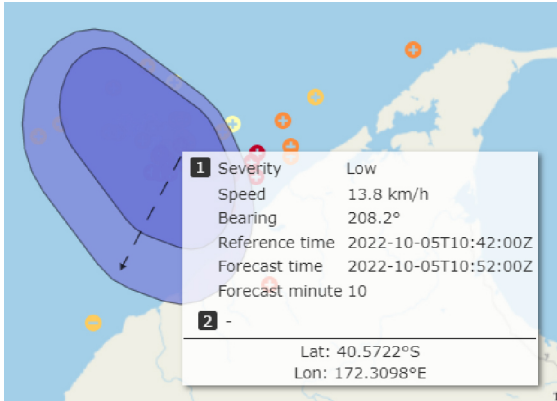 1 Severity Low
Speed 13.8 km/h
Bearing 208.2°
Reference time 2022-10-05T10:42:00Z
Forecast time 2022-10-05T10:52:00Z
Forecast minute 10
2 -
Lat: 40.5722°S
Lon: 172.3098°E